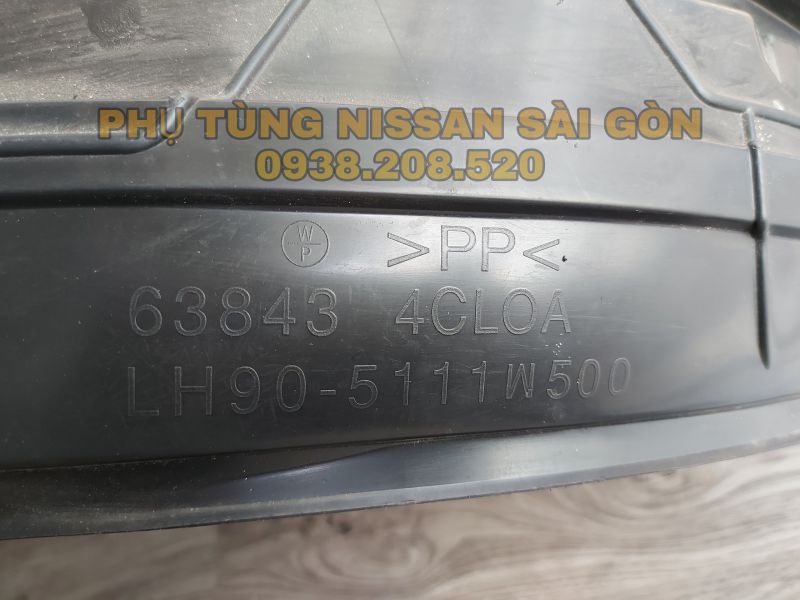 PHỤ TÙNG NISSAN SÀI GÒN
0938.208.520
W
P
>PP<
63843 4CL0A
LH90-5111W500